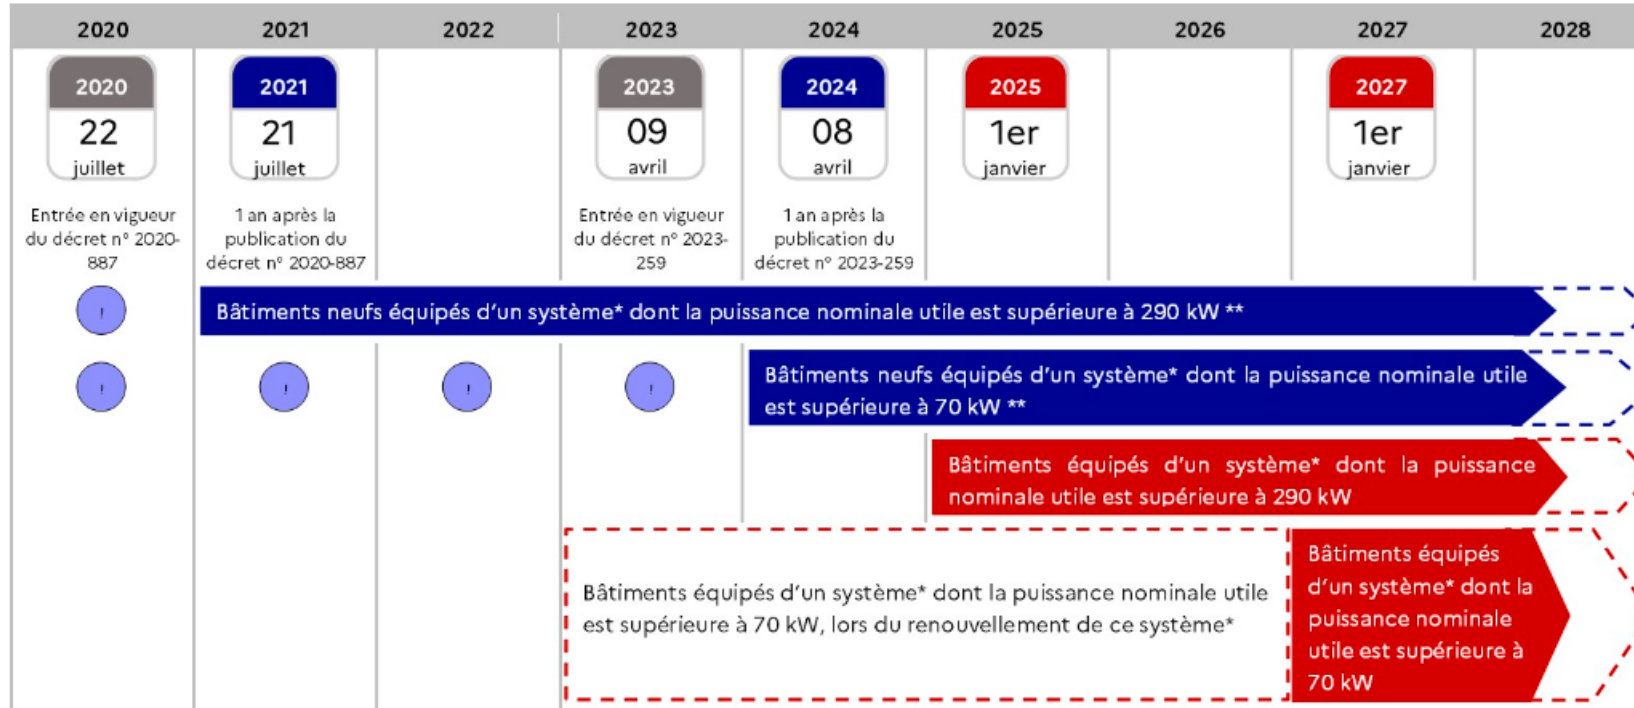 2020 2021 2022 2023 2024 2025 2026 2027 2028
2020
22
juillet
2021
21
juillet
2023
09
avril
2024
08
avril
2025
1er
janvier
2027
1er
janvier
Entrée en vigueur
du décret n° 2020-
887
1 an après la
publication du
décret n° 2020-887
Entrée en vigueur
du décret n° 2023-
259
1 an après la
publication du
décret n° 2023-259
!
Bâtiments neufs équipés d'un système* dont la puissance nominale utile est supérieure à 290 kW **
! ! ! !
Bâtiments neufs équipés d'un système* dont la puissance nominale utile
est supérieure à 70 kW **
Bâtiments équipés d'un système* dont la puissance
nominale utile est supérieure à 290 kW
Bâtiments équipés d'un système* dont la puissance nominale utile
est supérieure à 70 kW, lors du renouvellement de ce système*
Bâtiments équipés
d'un système* dont la
puissance nominale
utile est supérieure à
70 kW